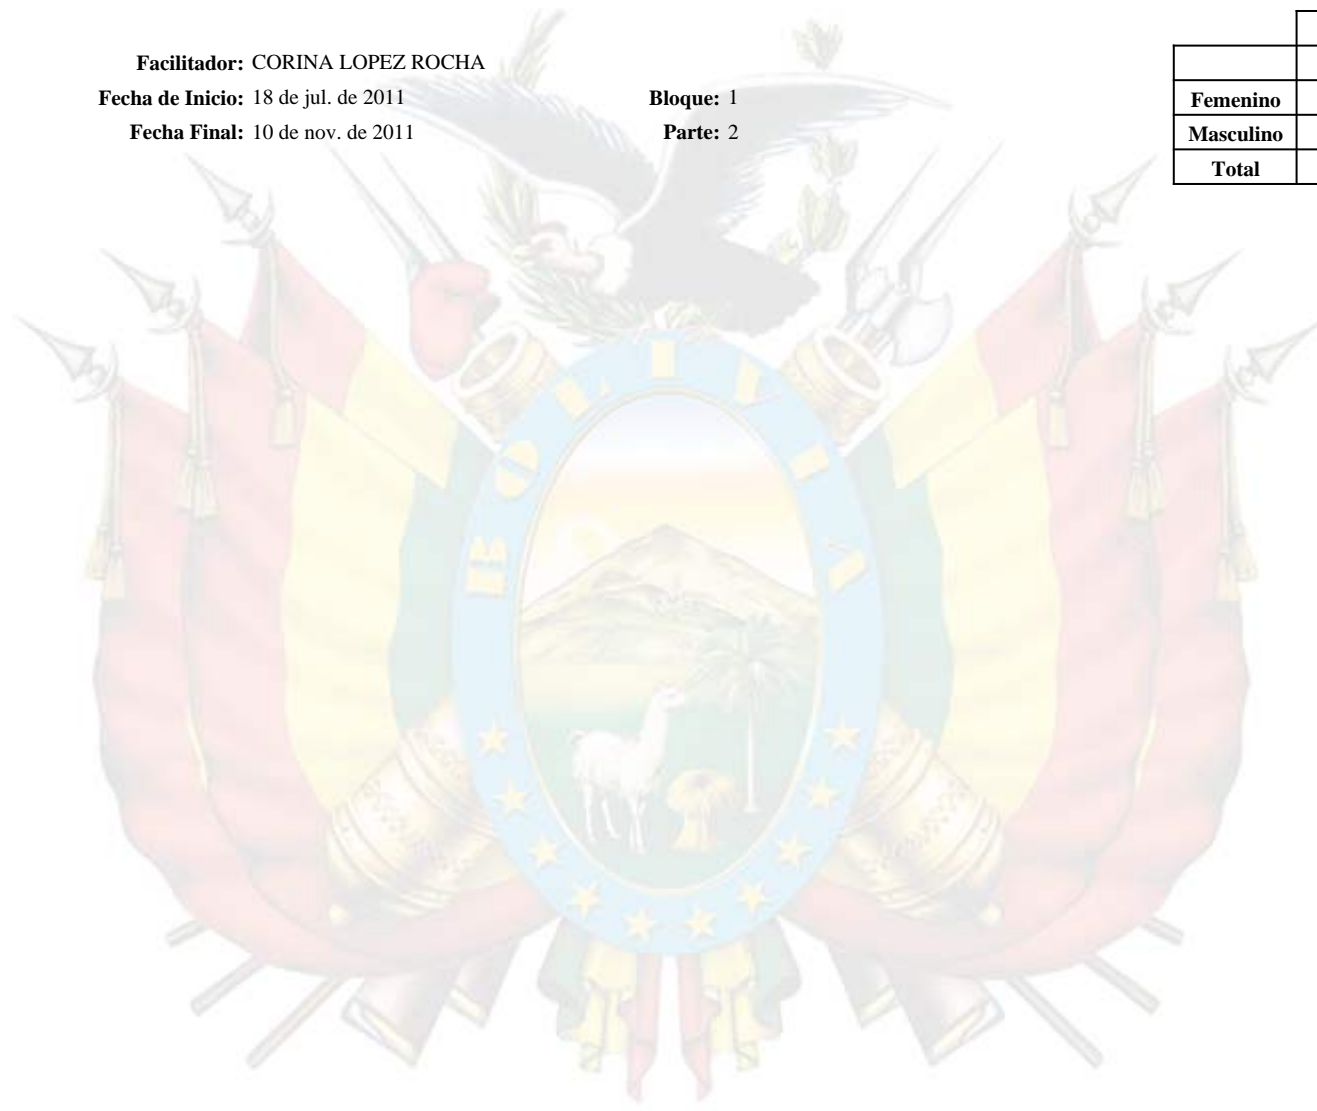 Facilitador: CORINA LOPEZ ROCHA
Fecha de Inicio: 18 de jul. de 2011 Bloque: 1
Fecha Final: 10 de nov. de 2011 Parte: 2
Femenino
Masculino
Total
BOLIVIA